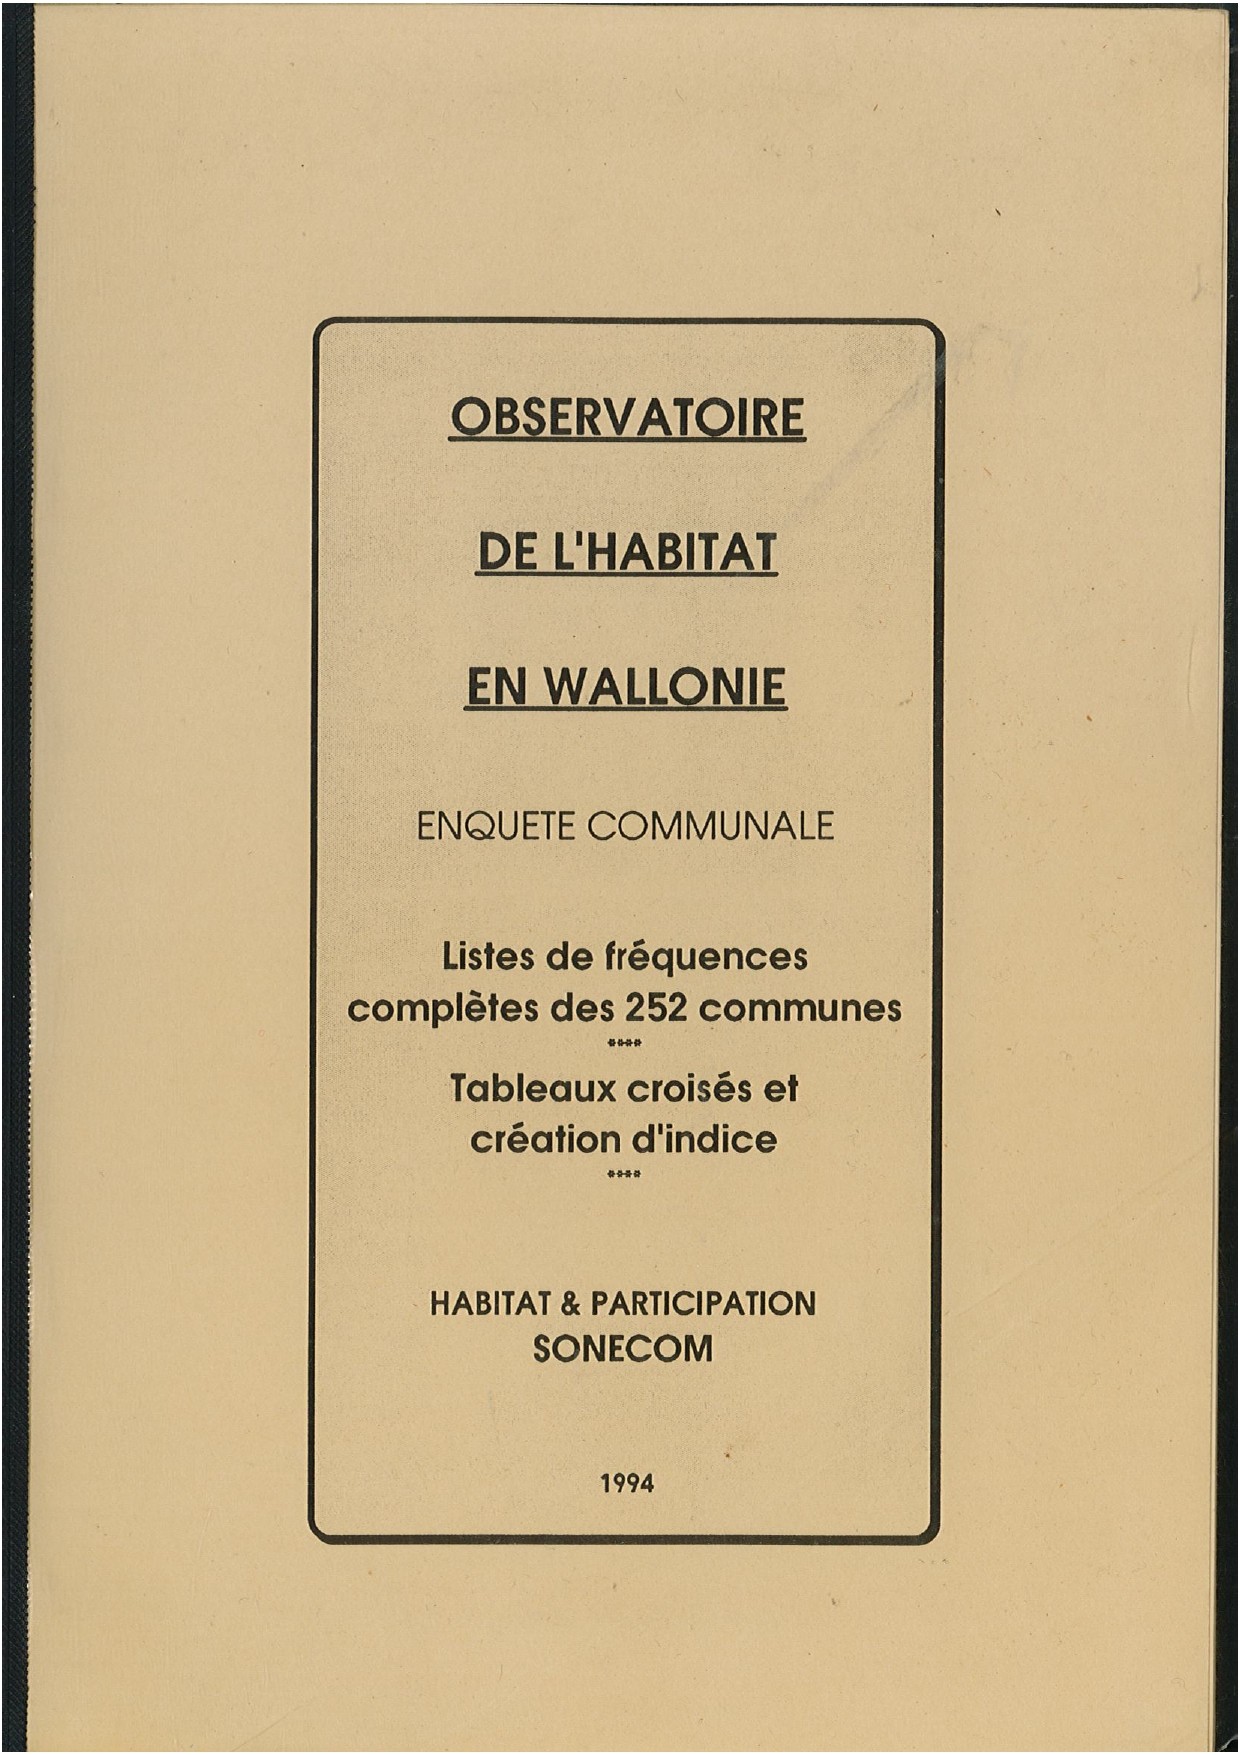 OBSERVATOIRE
DE L'HABITAT
EN WALLONIE
ENQUETE COMMUNALE
Listes de fréquences
complètes des 252 communes
****
Tableaux croisés et
création d'indice
****
HABITAT & PARTICIPATION
SONECOM
1994